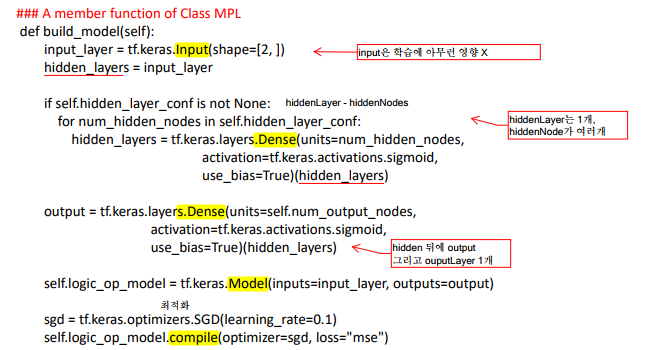 ### A member function of Class MPL
def build_model(self):
input_layer = tf.keras.Input(shape=[2, ])
input은 학습에 아무런 영향 X
hidden_layers = input_layer
if self.hidden_layer_conf is not None:
hiddenLayer - hiddenNodes
for num_hidden_nodes in self.hidden_layer_conf:
hiddenLayer는 1개,
hiddenNode가 여러개
hidden_layers = tf.keras.layers.Dense(units=num_hidden_nodes,
activation=tf.keras.activations.sigmoid,
use_bias=True)(hidden_layers)
output = tf.keras.layers.Dense(units=self.num_output_nodes,
activation=tf.keras.activations.sigmoid,
use_bias=True)(hidden_layers)
hidden 뒤에 output
그리고 ouputLayer 1개
self.logic_op_model = tf.keras.Model(inputs=input_layer, outputs=output)
최적화
sgd = tf.keras.optimizers.SGD(learning_rate=0.1)
self.logic_op_model.compile(optimizer=sgd, loss="mse")